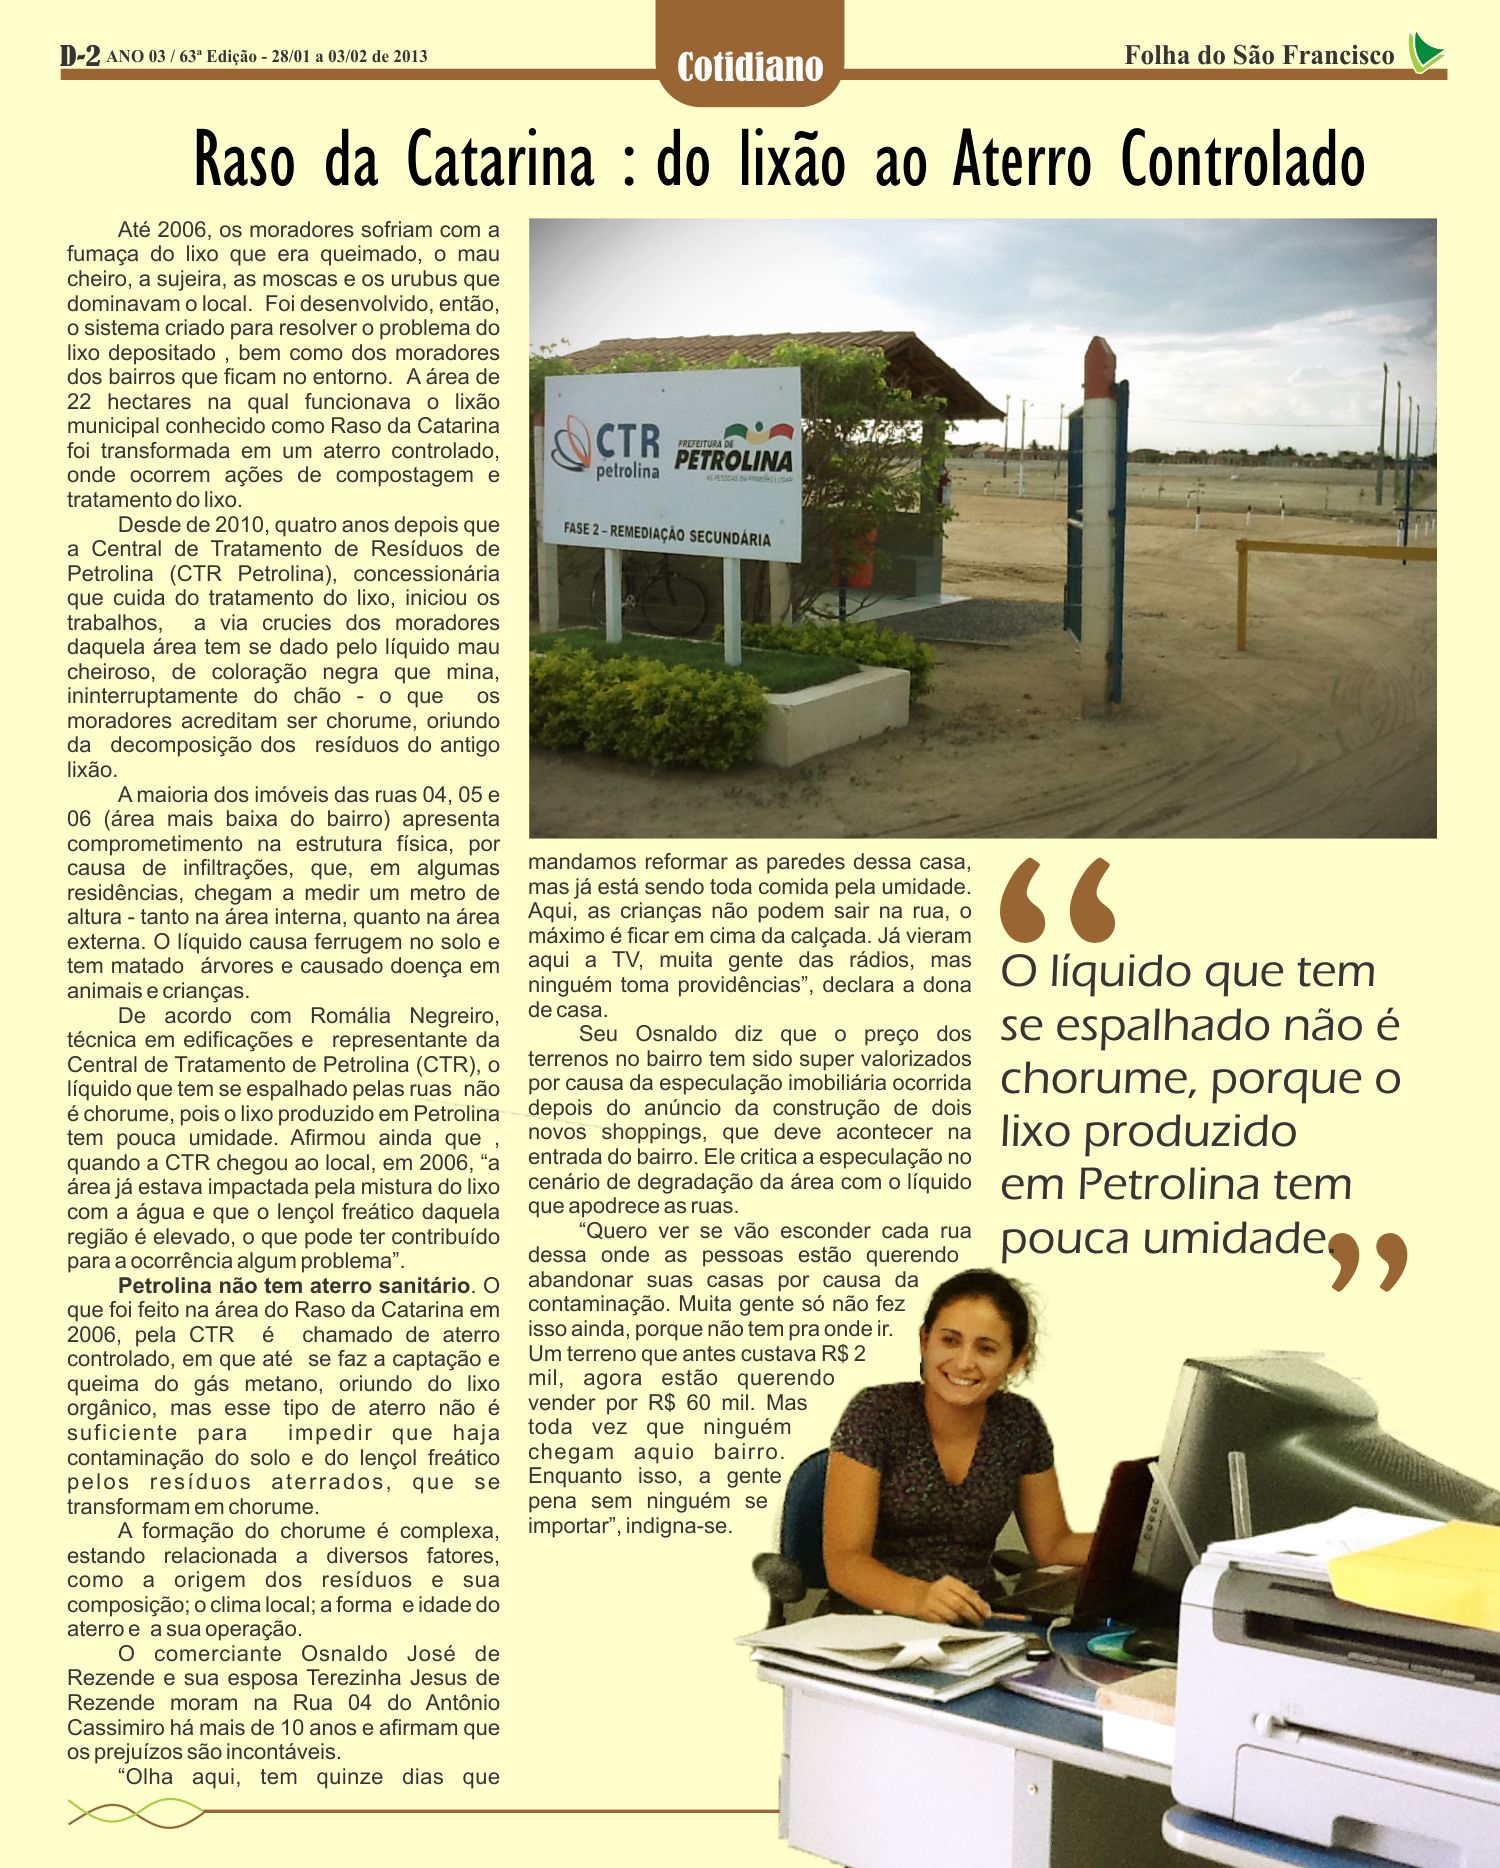 D-2 ANO 03 / 63ª Edição - 28/01 a 03/02 de 2013
Cotidiano
Folha do São Francisco
Raso da Catarina : do lixão ao Aterro Controlado
Até 2006, os moradores sofriam com a
fumaça do lixo que era queimado, o mau
cheiro, a sujeira, as moscas e os urubus que
dominavam o local. Foi desenvolvido, então,
o sistema criado para resolver o problema do
lixo depositado , bem como dos moradores
dos bairros que ficam no entorno. A área de
22 hectares na qual funcionava o lixão
municipal conhecido como Raso da Catarina
foi transformada em um aterro controlado,
onde ocorrem ações de compostagem e
tratamento do lixo.
Desde de 2010, quatro anos depois que
a Central de Tratamento de Resíduos de
Petrolina (CTR Petrolina), concessionária
que cuida do tratamento do lixo, iniciou os
trabalhos, a via crucies dos moradores
daquela área tem se dado pelo líquido mau
cheiroso, de coloração negra que mina,
ininterruptamente do chão - o que os
moradores acreditam ser chorume, oriundo
da decomposição dos resíduos do antigo
lixão.
A maioria dos imóveis das ruas 04, 05 e
06 (área mais baixa do bairro) apresenta
comprometimento na estrutura física, por
causa de infiltrações, que, em algumas
residências, chegam a medir um metro de
altura - tanto na área interna, quanto na área
externa. O líquido causa ferrugem no solo e
tem matado árvores e causado doença em
animais e crianças.
De acordo com Romália Negreiro,
técnica em edificações e representante da
Central de Tratamento de Petrolina (CTR), o
líquido que tem se espalhado pelas ruas não
é chorume, pois o lixo produzido em Petrolina
tem pouca umidade. Afirmou ainda que ,
quando a CTR chegou ao local, em 2006, “a
área já estava impactada pela mistura do lixo
com a água e que o lençol freático daquela
região é elevado, o que pode ter contribuído
para a ocorrência algum problema”.
Petrolina não tem aterro sanitário. O
que foi feito na área do Raso da Catarina em
2006, pela CTR é chamado de aterro
controlado, em que até se faz a captação e
queima do gás metano, oriundo do lixo
orgânico, mas esse tipo de aterro não é
suficiente para impedir que haja
contaminação do solo e do lençol freático
pelos resíduos aterrados, que se
transformam em chorume.
A formação do chorume é complexa,
estando relacionada a diversos fatores,
como a origem dos resíduos e sua
composição; o clima local; a forma e idade do
aterro e a sua operação.
O comerciante Osnaldo José de
Rezende e sua esposa Terezinha Jesus de
Rezende moram na Rua 04 do Antônio
Cassimiro há mais de 10 anos e afirmam que
os prejuízos são incontáveis.
“Olha aqui, tem quinze dias que
CTR
petrolina
PREFEITURA DE
PETROLINA
AS PESSOAS EM PRIMEIRO LUGAR
FASE 2 - REMEDIAÇÃO SECUNDÁRIA
mandamos reformar as paredes dessa casa,
mas já está sendo toda comida pela umidade.
Aqui, as crianças não podem sair na rua, o
máximo é ficar em cima da calçada. Já vieram
aqui a TV, muita gente das rádios, mas
ninguém toma providências”, declara a dona
de casa.
Seu Osnaldo diz que o preço dos
terrenos no bairro tem sido super valorizados
por causa da especulação imobiliária ocorrida
depois do anúncio da construção de dois
novos shoppings, que deve acontecer na
entrada do bairro. Ele critica a especulação no
cenário de degradação da área com o líquido
que apodrece as ruas.
“Quero ver se vão esconder cada rua
dessa onde as pessoas estão querendo
abandonar suas casas por causa da
contaminação. Muita gente só não fez
isso ainda, porque não tem pra onde ir.
Um terreno que antes custava R$ 2
mil, agora estão querendo
vender por R$ 60 mil. Mas
toda vez que ninguém
chegam aquio bairro.
Enquanto isso, a gente
pena sem ninguém se
importar”, indigna-se.
“
O líquido que tem
se espalhado não é
chorume, porque o
lixo produzido
em Petrolina tem
pouca umidade.”